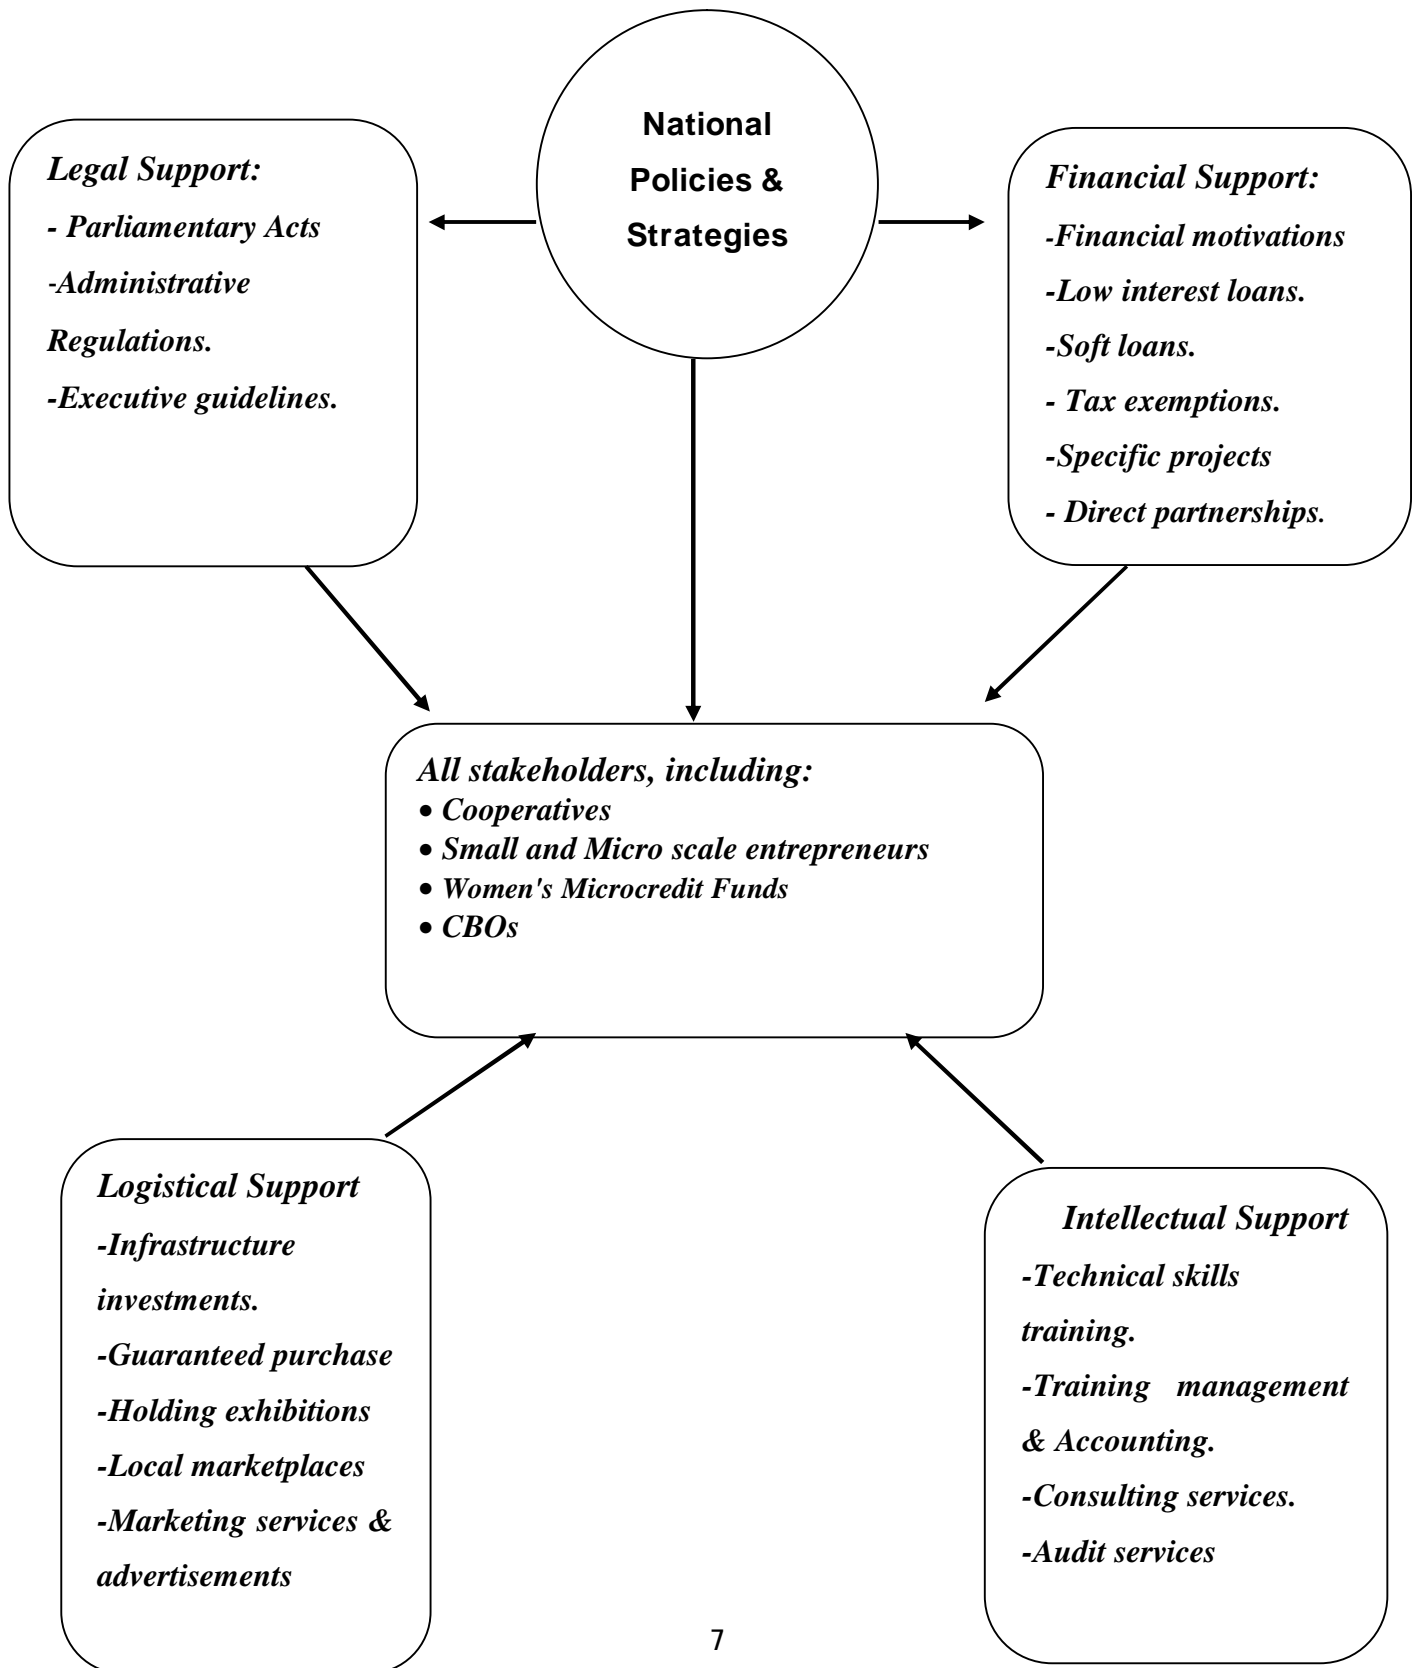 National
Policies &
Strategies
Legal Support:
- Parliamentary Acts
-Administrative
Regulations.
-Executive guidelines.
Financial Support:
-Financial motivations
-Low interest loans.
-Soft loans.
- Tax exemptions.
-Specific projects
- Direct partnerships.
All stakeholders, including:
• Cooperatives
• Small and Micro scale entrepreneurs
• Women's Microcredit Funds
• CBOs
Logistical Support
-Infrastructure
investments.
-Guaranteed purchase
-Holding exhibitions
-Local marketplaces
-Marketing services &
advertisements
Intellectual Support
-Technical skills
training.
-Training management
& Accounting.
-Consulting services.
-Audit services
7